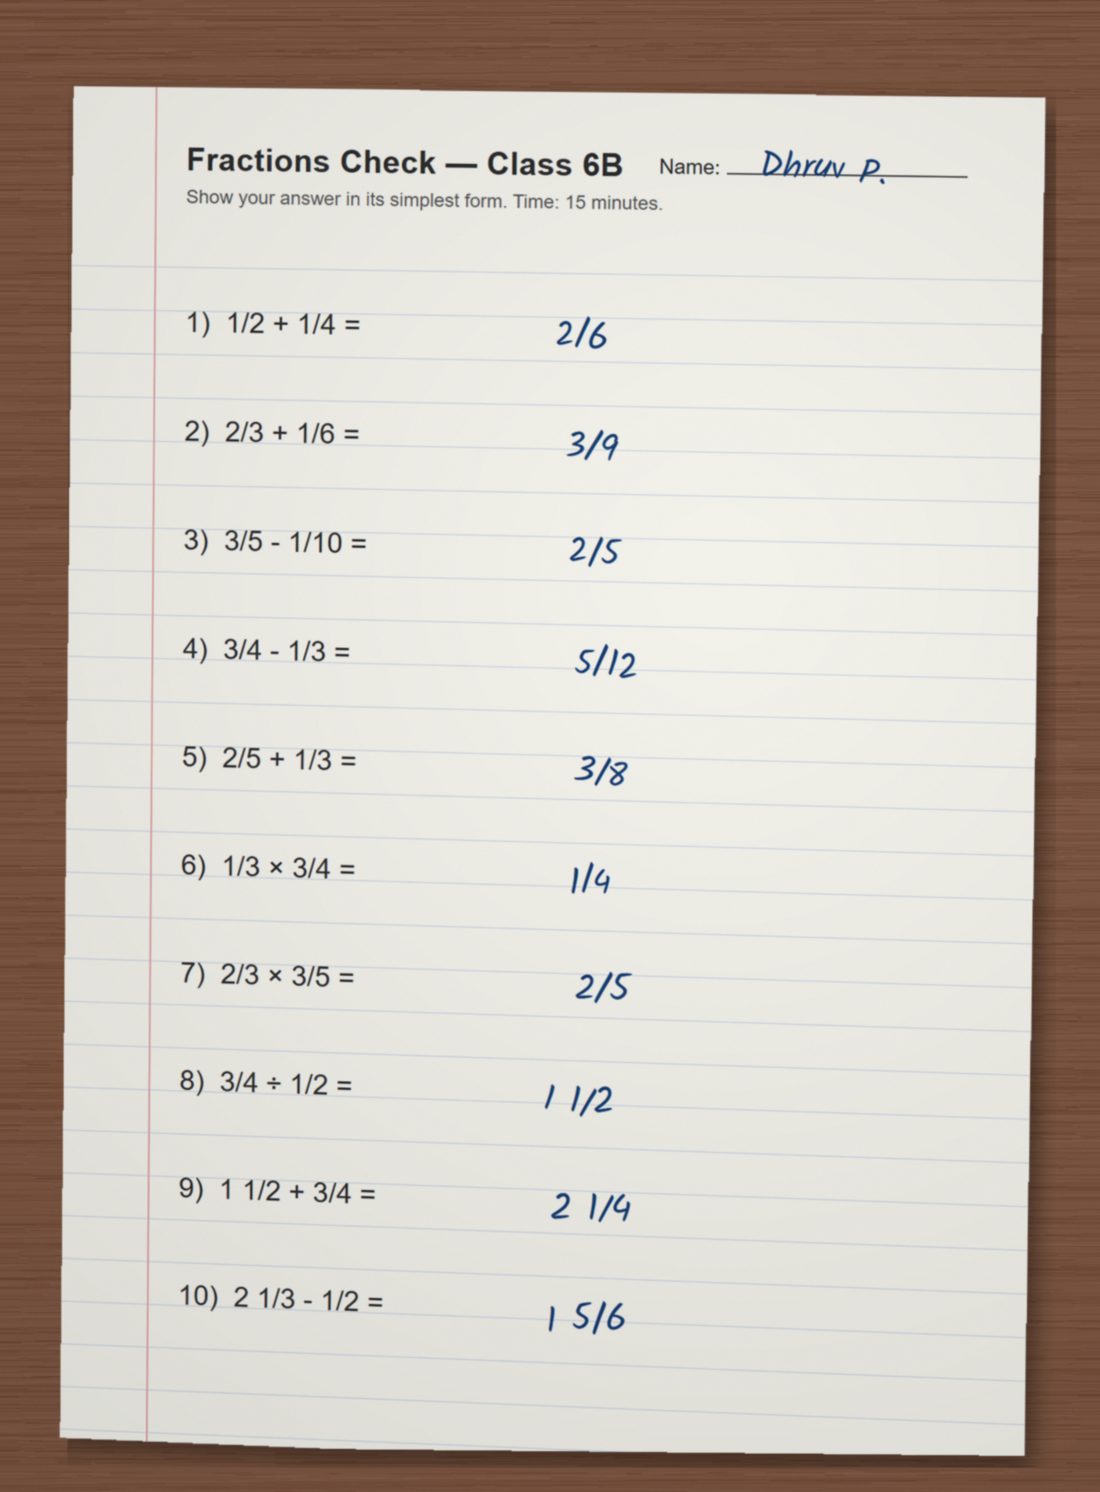 Fractions Check — Class 6B Name: Dhruv P.
Show your answer in its simplest form. Time: 15 minutes.
1) 1/2 + 1/4 = 2/6
2) 2/3 + 1/6 = 3/9
3) 3/5 - 1/10 = 2/5
4) 3/4 - 1/3 = 5/12
5) 2/5 + 1/3 = 3/8
6) 1/3 × 3/4 = 1/4
7) 2/3 × 3/5 = 2/5
8) 3/4 ÷ 1/2 = 1 1/2
9) 1 1/2 + 3/4 = 2 1/4
10) 2 1/3 - 1/2 = 1 5/6